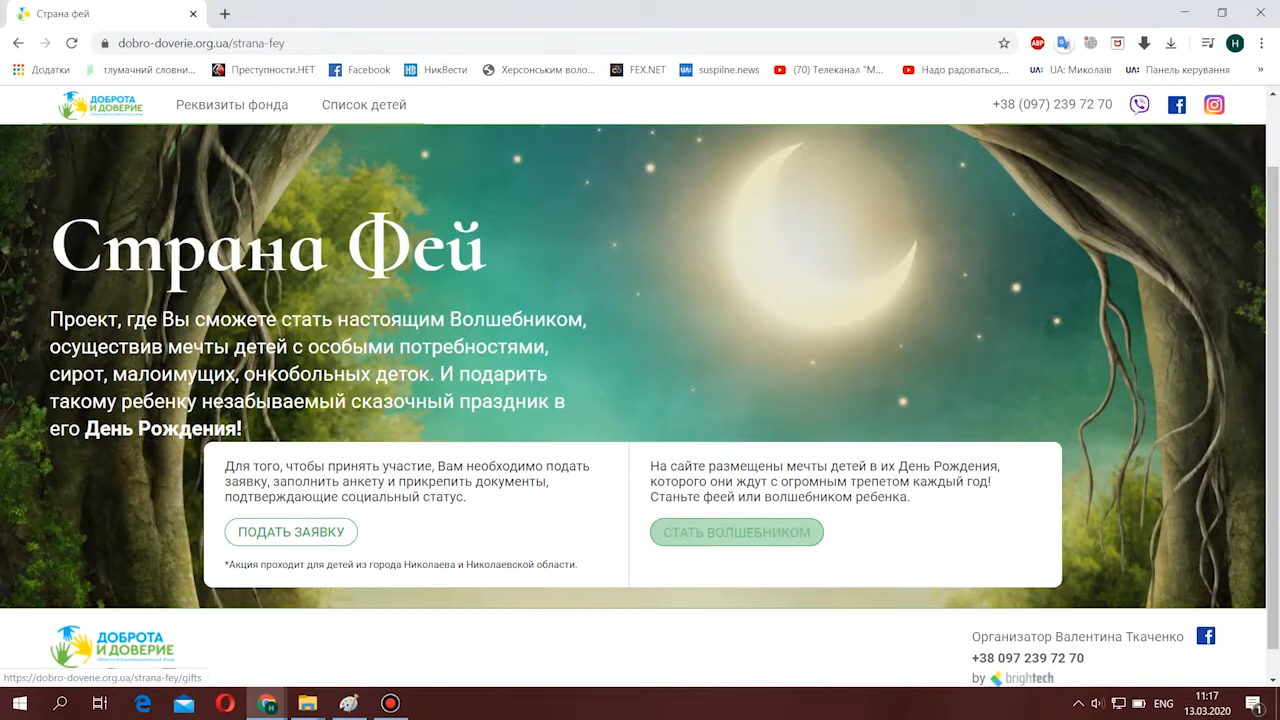 Страна фей
dobro-doverie.org.ua/strana-fey
ABP
H
Додатки
тлумачний словни...
Преступности.НЕТ
Facebook
НикВести
Херсонським воло...
FEX.NET
suspilne.news
(70) Телеканал "М...
Надо радоваться,...
UA: Миколаїв
Панель керування
»
ДОБРОТА
И ДОВЕРИЕ
Реквизиты фонда
Список детей
+38 (097) 239 72 70
Страна Фей
Проект, где Вы сможете стать настоящим Волшебником,
осуществив мечты детей с особыми потребностями,
сирот, малоимущих, онкобольных деток. И подарить
такому ребенку незабываемый сказочный праздник в
его День Рождения!
Для того, чтобы принять участие, Вам необходимо подать
заявку, заполнить анкету и прикрепить документы,
подтверждающие социальный статус.
ПОДАТЬ ЗАЯВКУ
*Акция проходит для детей из города Николаева и Николаевской области.
На сайте размещены мечты детей в их День Рождения,
которого они ждут с огромным трепетом каждый год!
Станьте феей или волшебником ребенка.
СТАТЬ ВОЛШЕБНИКОМ
ДОБРОТА
И ДОВЕРИЕ
Организатор Валентина Ткаченко
+38 097 239 72 70
by brightech
https://dobro-doverie.org.ua/strana-fey/gifts
ENG
11:17
13.03.2020
1